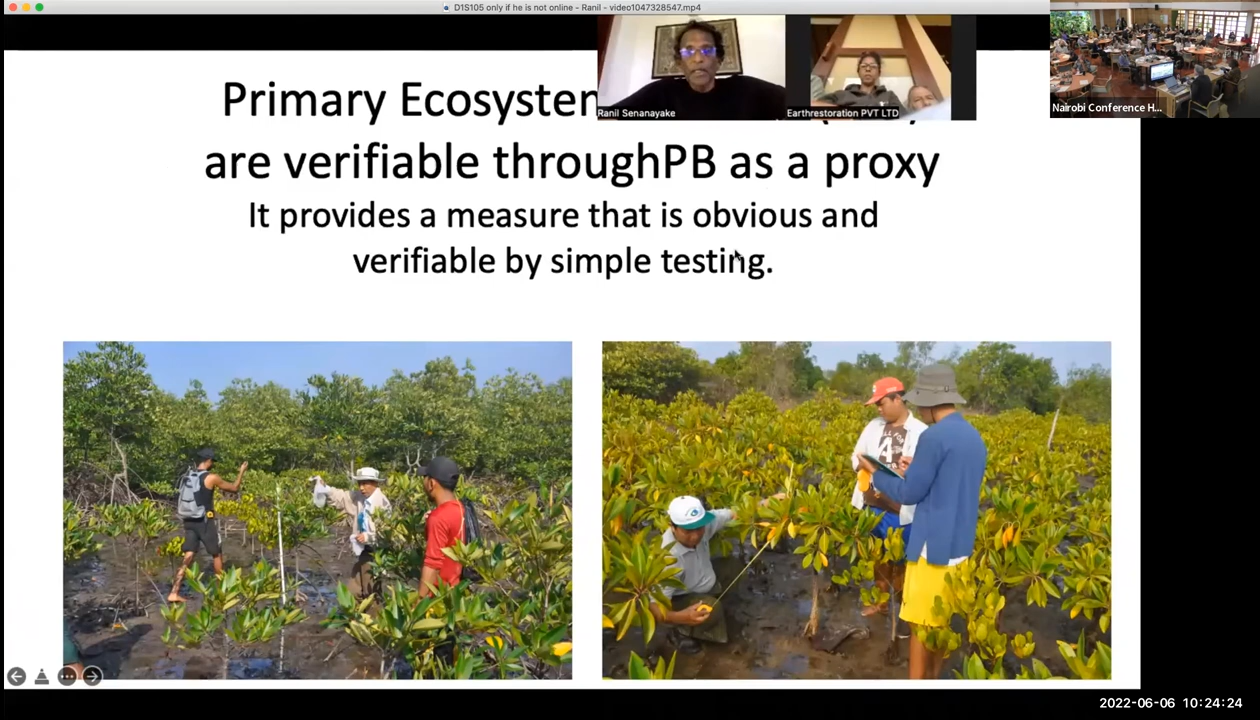 D1S105 only if he is not online - Ranil - video1047328547.mp4
Ranil Senanayake
Earthrestoration PVT LTD
Nairobi Conference H...
Primary Ecosystem
are verifiable throughPB as a proxy
It provides a measure that is obvious and
verifiable by simple testing.
2022-06-06 10:24:24